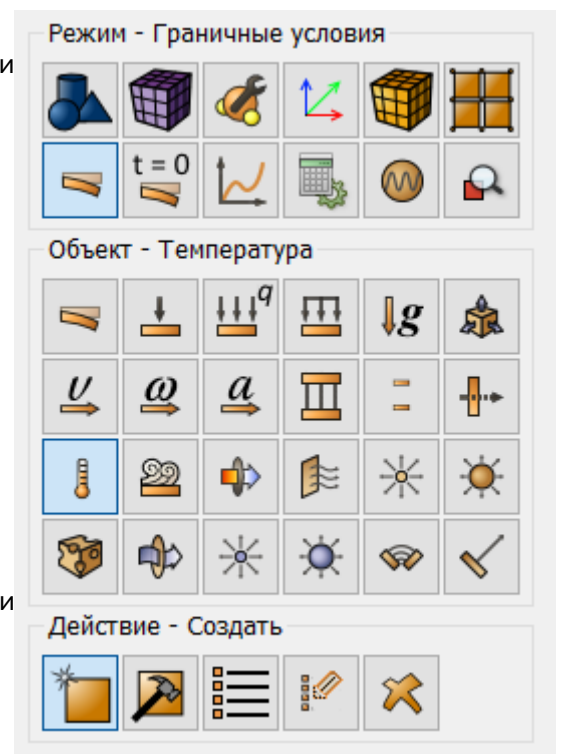 Режим - Граничные условия
и
t = 0
Объект - Температура
q
g
v
ω
a
и
Действие - Создать